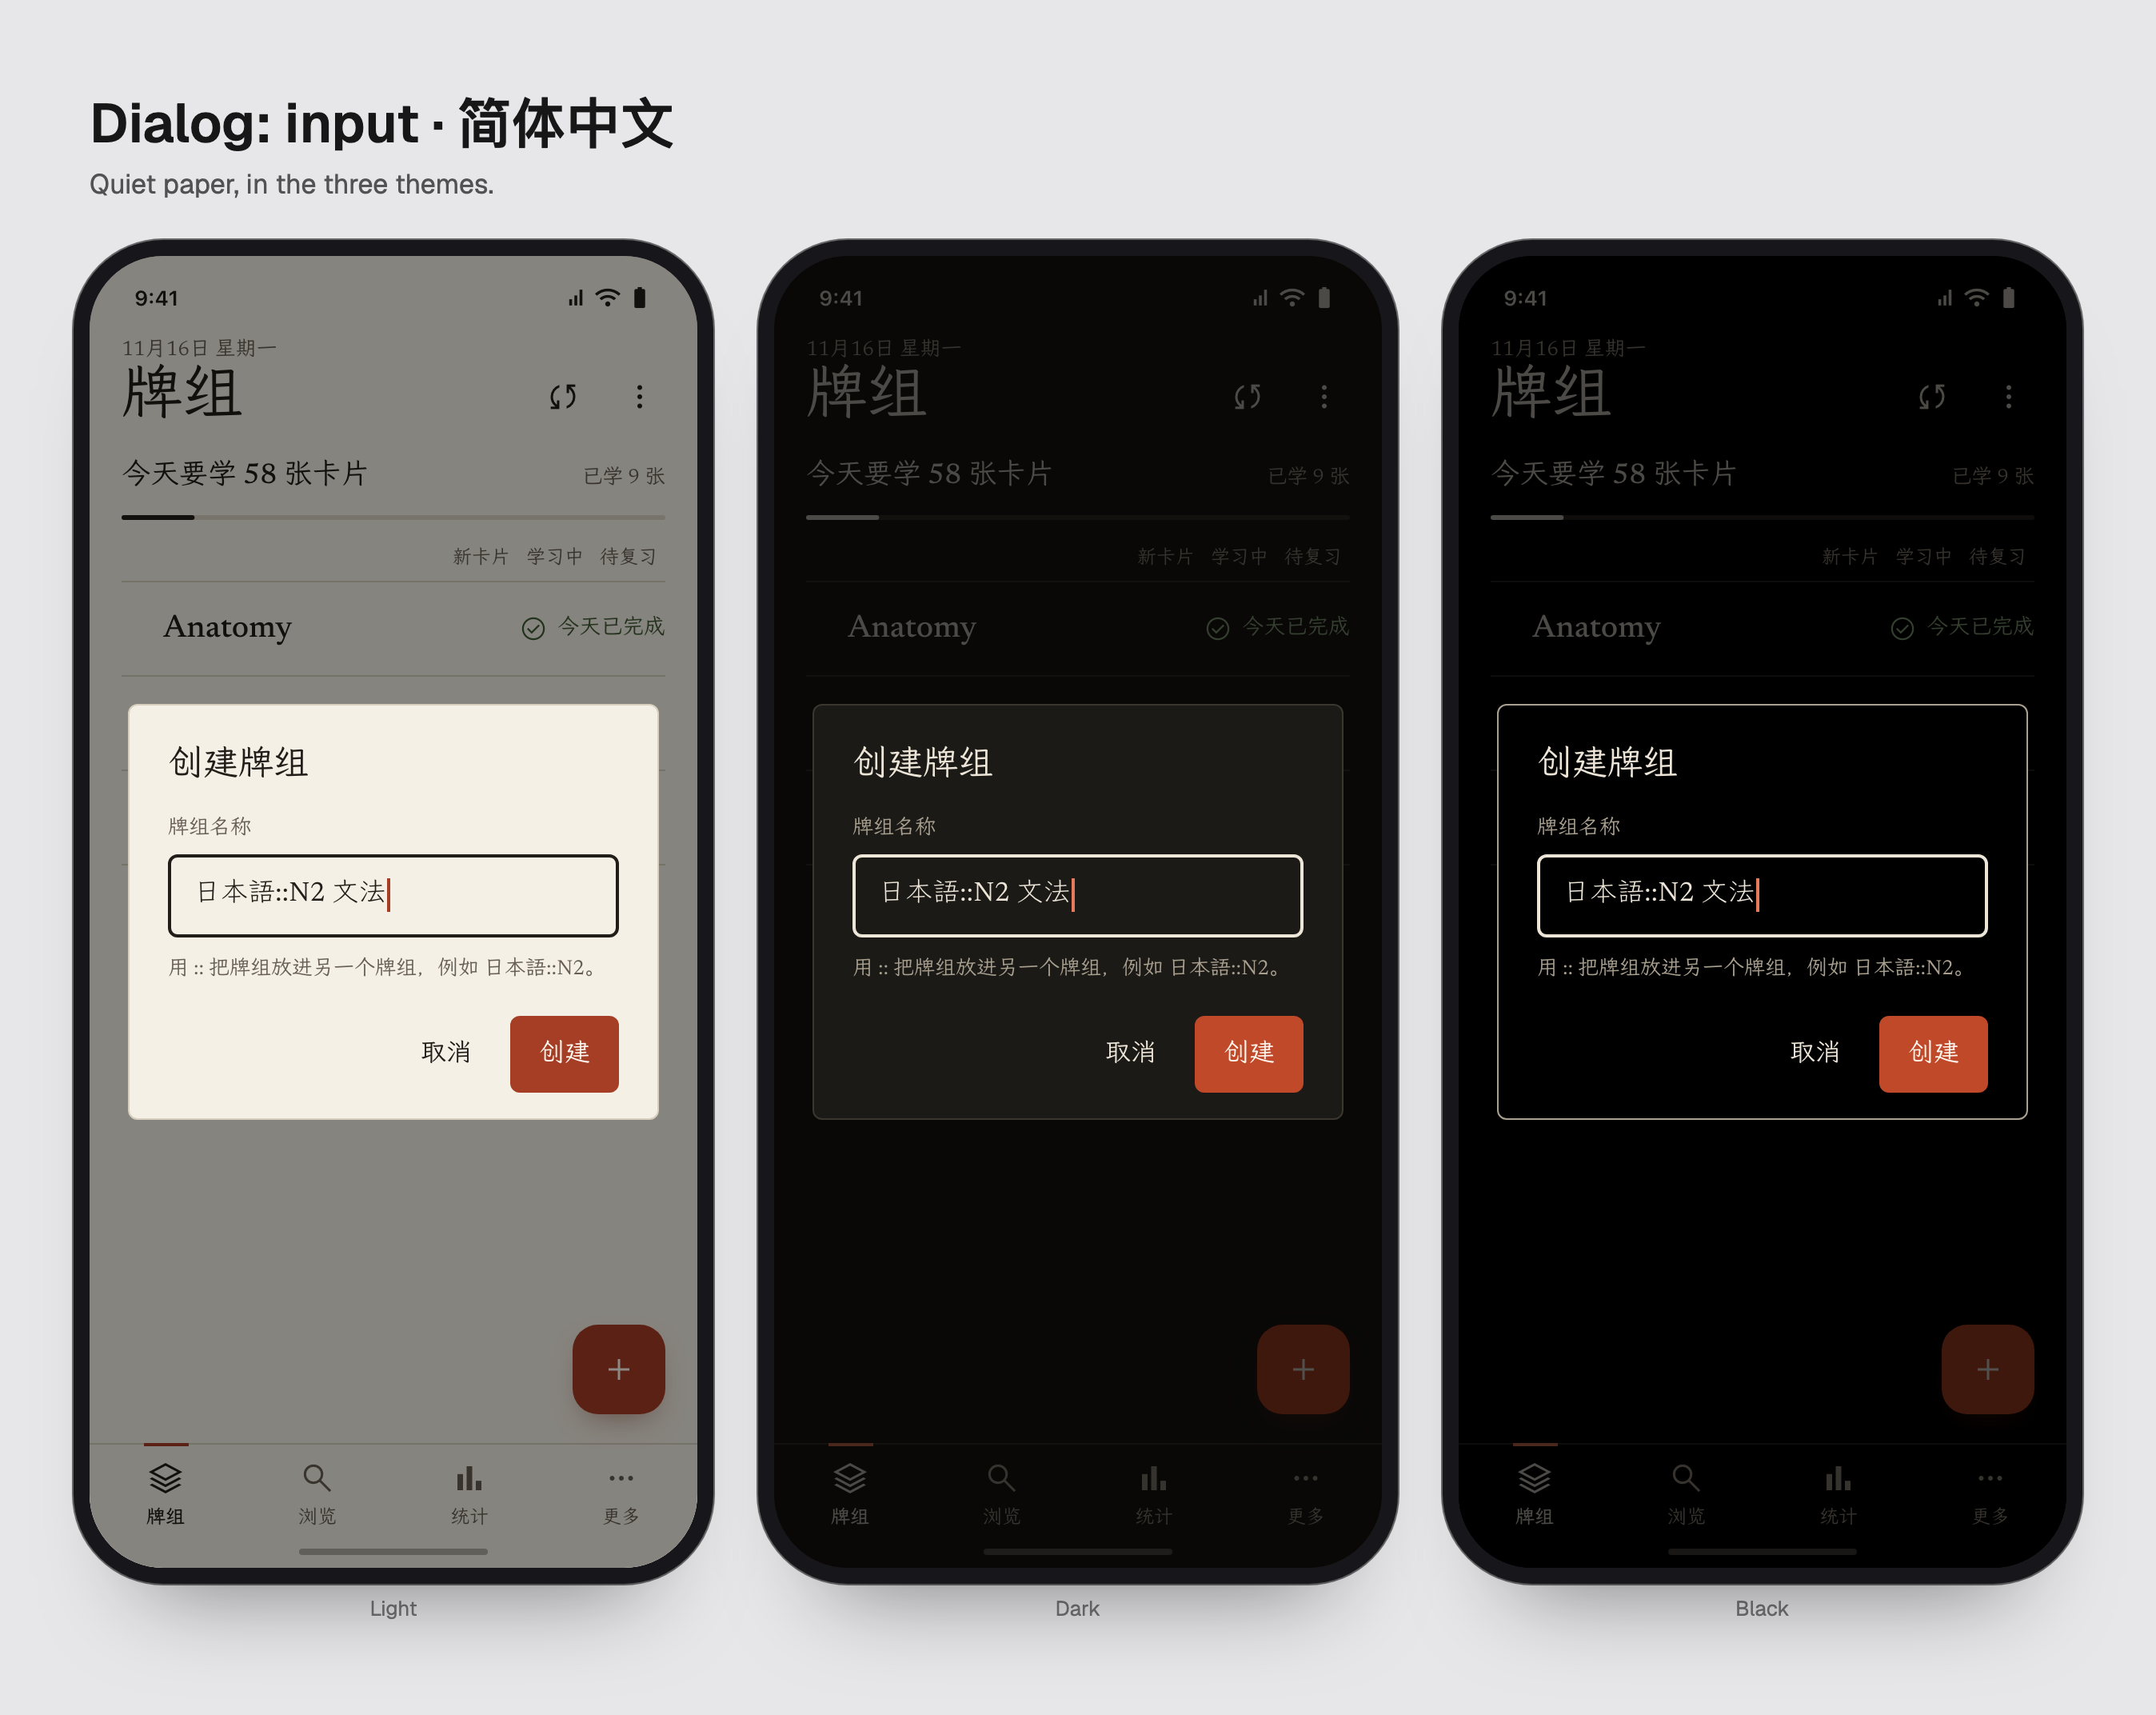 Dialog: input · 简体中文
Quiet paper, in the three themes.
9:41
11月16日 星期一
牌组
今天要学 58 张卡片
已学 9 张
新卡片 学习中 待复习
Anatomy
今天已完成
创建牌组
牌组名称
日本語::N2 文法
用 :: 把牌组放进另一个牌组，例如 日本語::N2。
取消
创建
牌组
浏览
统计
更多
Light
9:41
11月16日 星期一
牌组
今天要学 58 张卡片
已学 9 张
新卡片 学习中 待复习
Anatomy
今天已完成
创建牌组
牌组名称
日本語::N2 文法
用 :: 把牌组放进另一个牌组，例如 日本語::N2。
取消
创建
牌组
浏览
统计
更多
Dark
9:41
11月16日 星期一
牌组
今天要学 58 张卡片
已学 9 张
新卡片 学习中 待复习
Anatomy
今天已完成
创建牌组
牌组名称
日本語::N2 文法
用 :: 把牌组放进另一个牌组，例如 日本語::N2。
取消
创建
牌组
浏览
统计
更多
Black